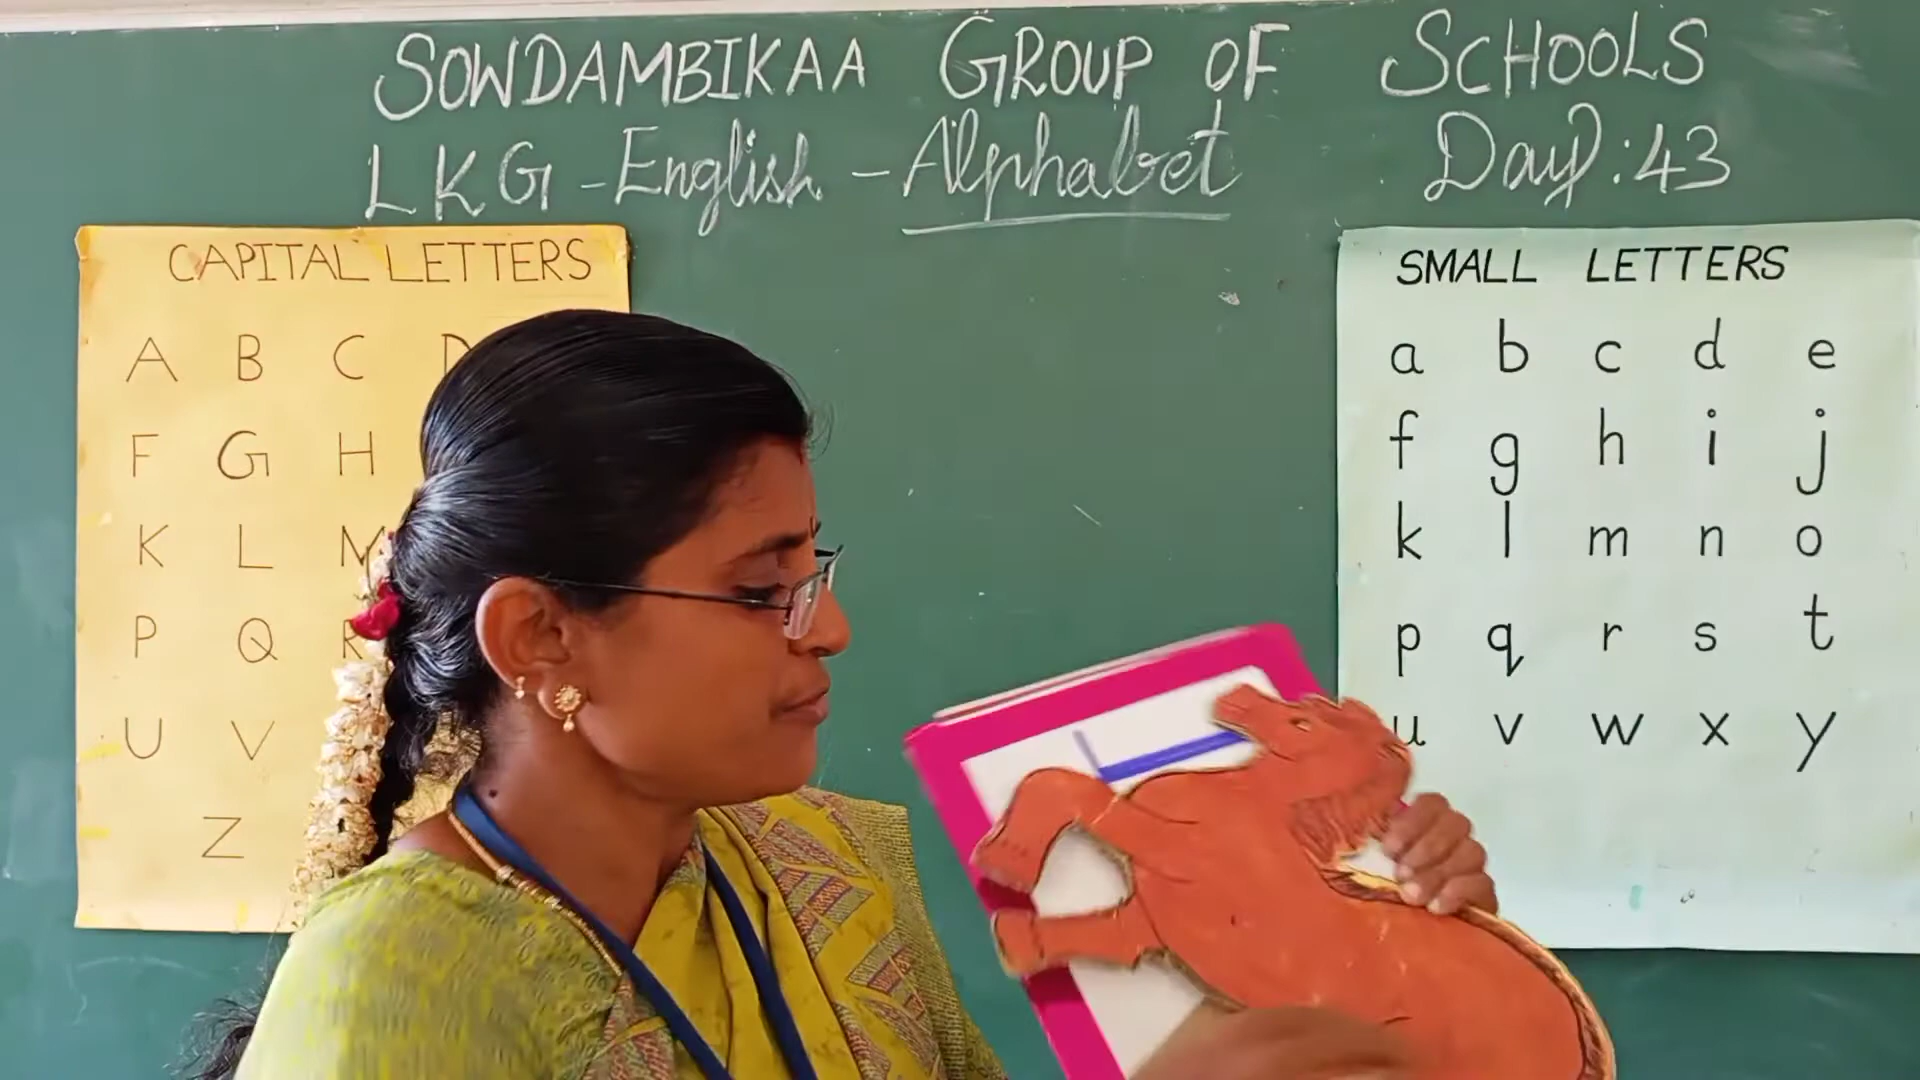 SOWDAMBIKAA GROUP OF SCHOOLS
LKG - English - Alphabet Day: 43
CAPITAL LETTERS
A B C D
F G H
K L M
P Q R
U V
Z
SMALL LETTERS
a b c d e
f g h i j
k l m n o
p q r s t
u v w x y